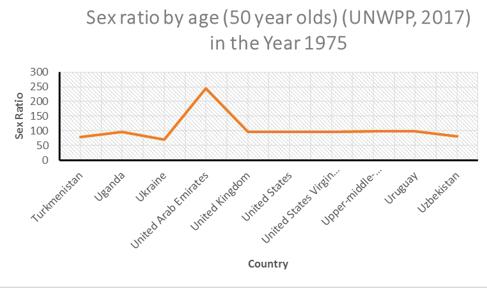 Sex ratio by age (50 year olds) (UNWPP, 2017)
in the Year 1975
300
250
200
150
100
50
0
Sex Ratio
Turkmenistan
Uganda
Ukraine
United Arab Emirates
United Kingdom
United States
United States Virgin...
Upper-middle-...
Uruguay
Uzbekistan
Country